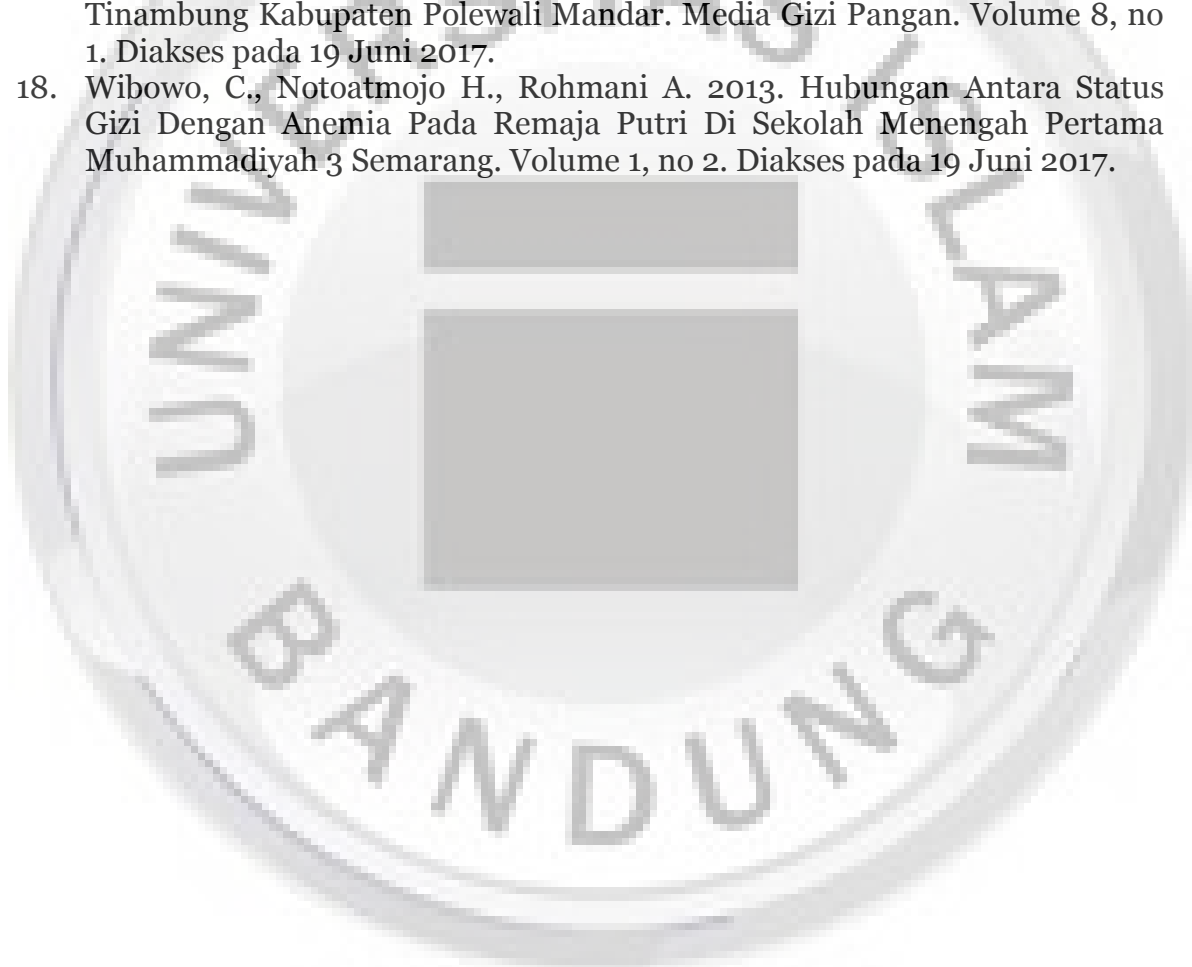 Tinambung Kabupaten Polewali Mandar. Media Gizi Pangan. Volume 8, no
1. Diakses pada 19 Juni 2017.
18. Wibowo, C., Notoatmojo H., Rohmani A. 2013. Hubungan Antara Status
Gizi Dengan Anemia Pada Remaja Putri Di Sekolah Menengah Pertama
Muhammadiyah 3 Semarang. Volume 1, no 2. Diakses pada 19 Juni 2017.
ISLAM
BANDUNG